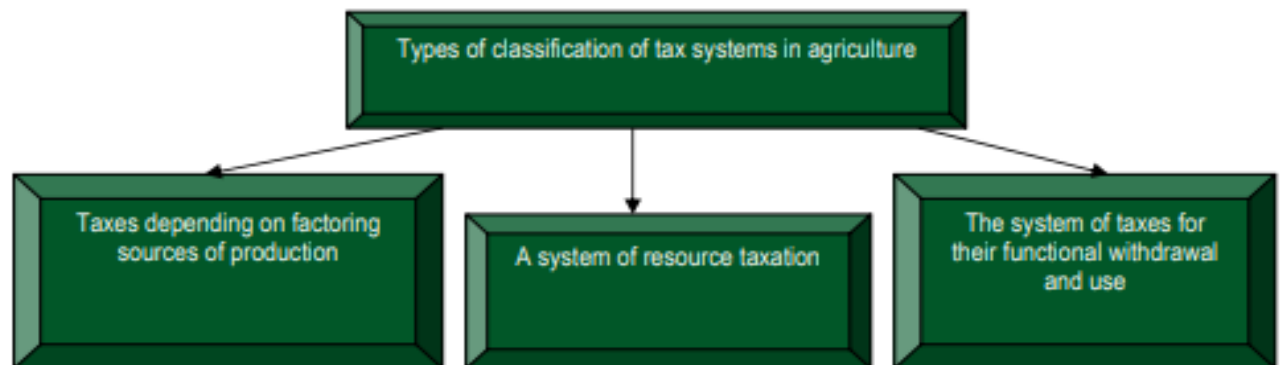 Types of classification of tax systems in agriculture
Taxes depending on factoring
sources of production
A system of resource taxation
The system of taxes for
their functional withdrawal
and use